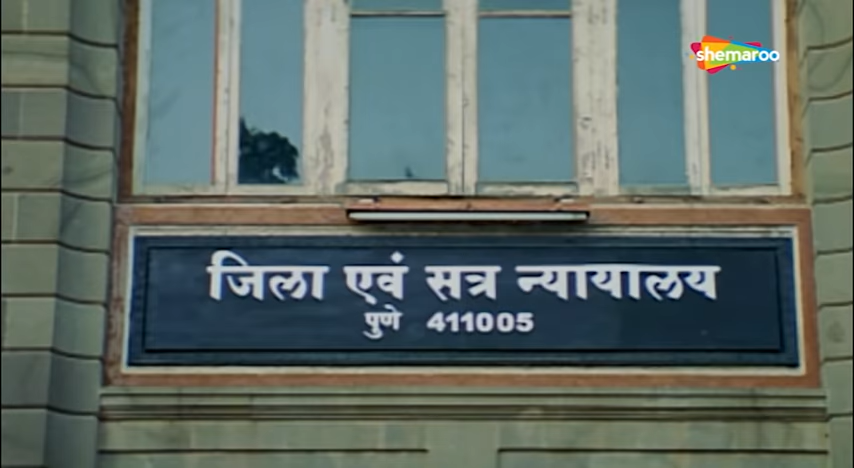 shemaroo
जिला एवं सत्र न्यायालय
पुणे 411005